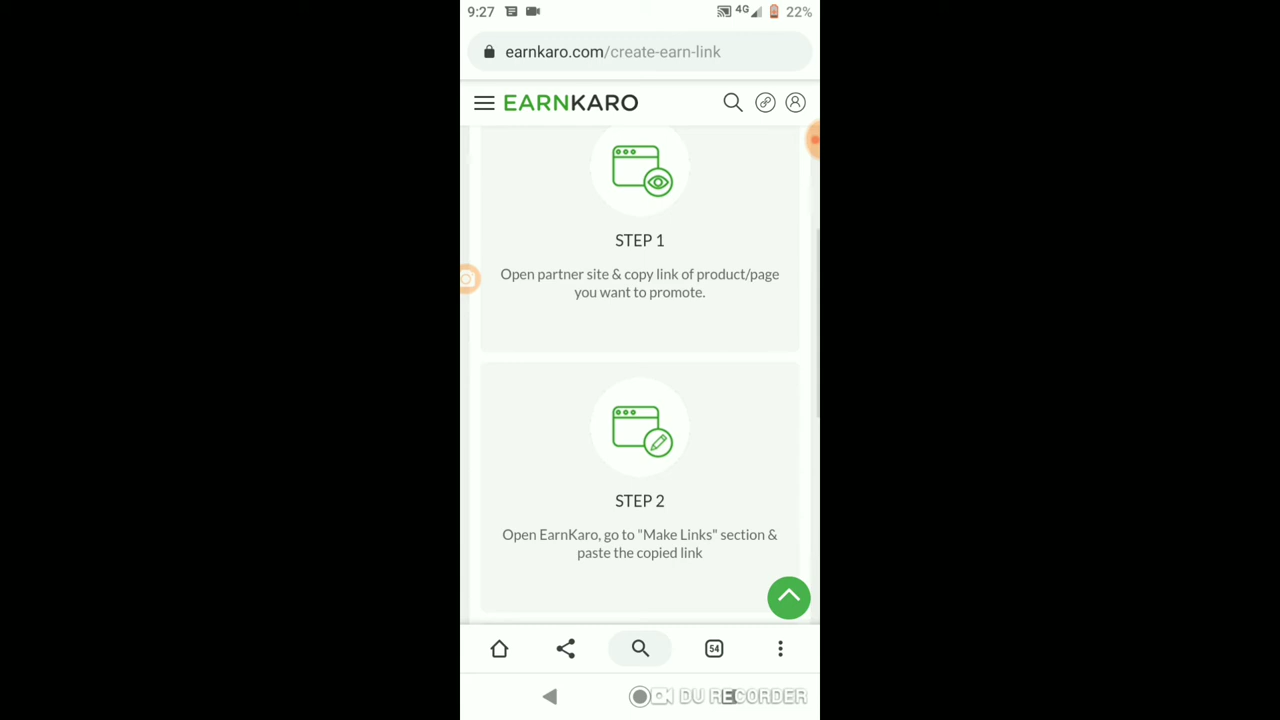 9:27
4G
22%
earnkaro.com/create-earn-link
EARNKARO
STEP 1
Open partner site & copy link of product/page
you want to promote.
STEP 2
Open EarnKaro, go to "Make Links" section &
paste the copied link
54
DU RECORDER